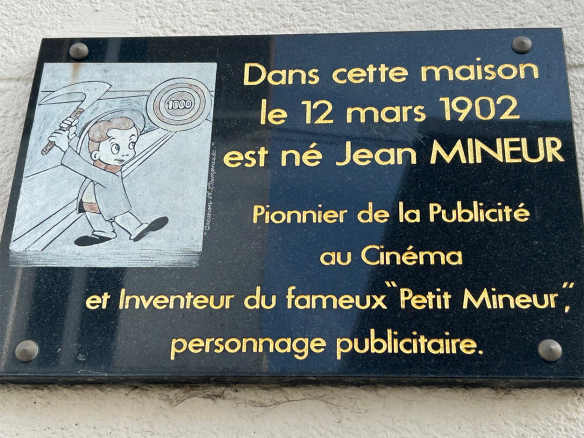 1000
Dans cette maison
le 12 mars 1902
est né Jean MINEUR
Pionnier de la Publicité
au Cinéma
et Inventeur du fameux “Petit Mineur”,
personnage publicitaire.